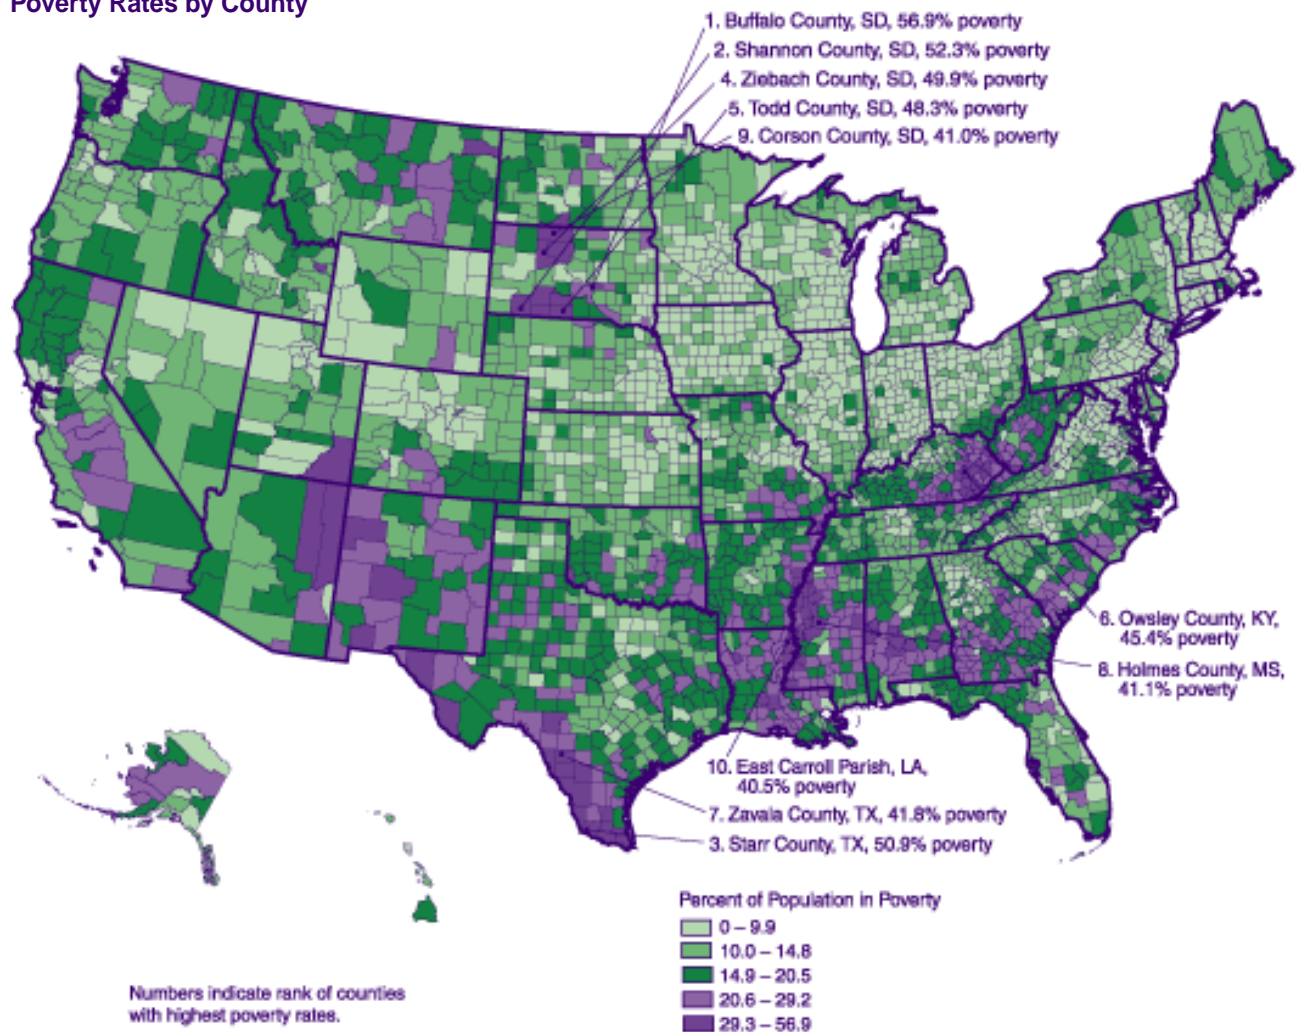 Poverty Rates by County
1. Buffalo County, SD, 56.9% poverty
2. Shannon County, SD, 52.3% poverty
4. Ziebach County, SD, 49.9% poverty
5. Todd County, SD, 48.3% poverty
9. Corson County, SD, 41.0% poverty
6. Owsley County, KY,
45.4% poverty
8. Holmes County, MS,
41.1% poverty
10. East Carroll Parish, LA,
40.5% poverty
7. Zavala County, TX, 41.8% poverty
3. Starr County, TX, 50.9% poverty
Percent of Population in Poverty
0 – 9.9
10.0 – 14.8
14.9 – 20.5
20.6 – 29.2
29.3 – 56.9
Numbers indicate rank of counties
with highest poverty rates.